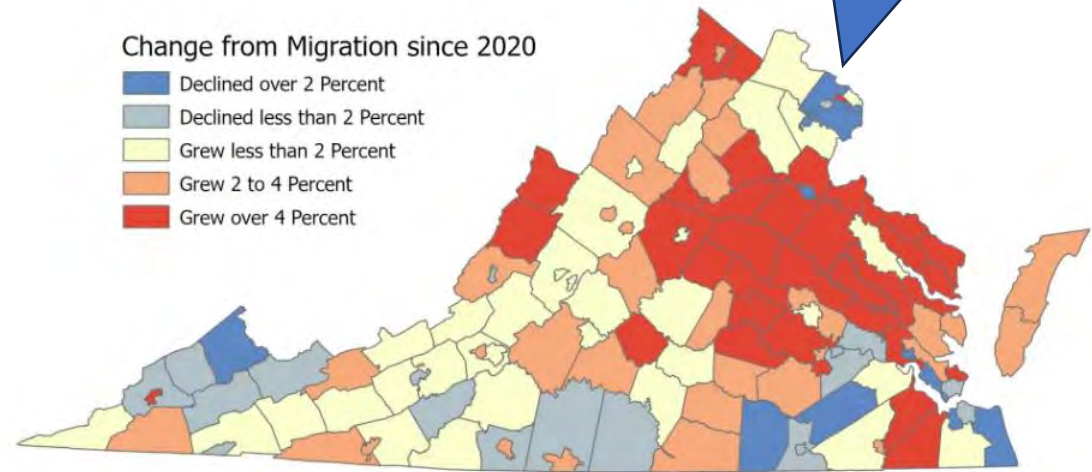 Change from Migration since 2020
Declined over 2 Percent
Declined less than 2 Percent
Grew less than 2 Percent
Grew 2 to 4 Percent
Grew over 4 Percent